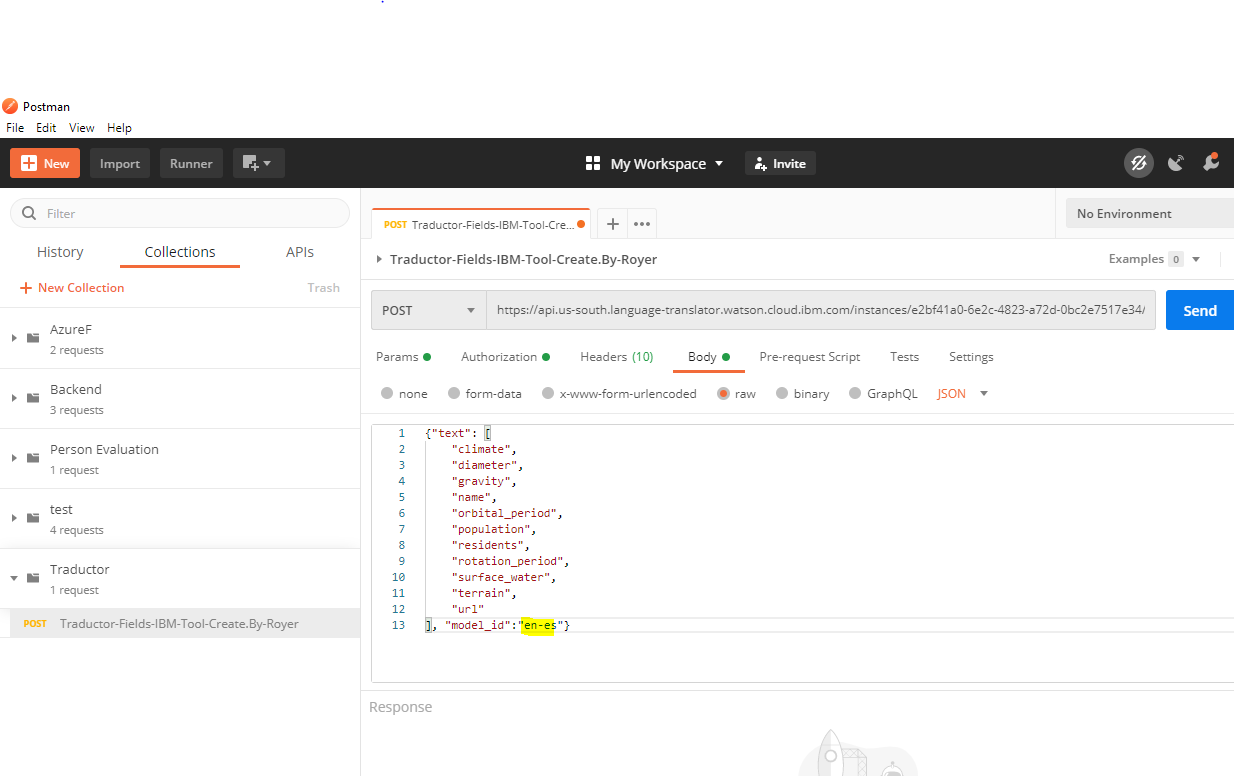 Postman
File Edit View Help
New Import Runner My Workspace Invite
Filter
History Collections APIs
New Collection Trash
AzureF
2 requests
Backend
3 requests
Person Evaluation
1 request
test
4 requests
Traductor
1 request
POST Traductor-Fields-IBM-Tool-Create.By-Royer
POST Traductor-Fields-IBM-Tool-Cre...
No Environment
Traductor-Fields-IBM-Tool-Create.By-Royer
Examples 0
POST https://api.us-south.language-translator.watson.cloud.ibm.com/instances/e2bf41a0-6e2c-4823-a72d-0bc2e7517e34/ Send
Params Authorization Headers (10) Body Pre-request Script Tests Settings
none form-data x-www-form-urlencoded raw binary GraphQL JSON
1 {"text": [
2 "climate",
3 "diameter",
4 "gravity",
5 "name",
6 "orbital_period",
7 "population",
8 "residents",
9 "rotation_period",
10 "surface_water",
11 "terrain",
12 "url"
13 ], "model_id":"en-es"}
Response